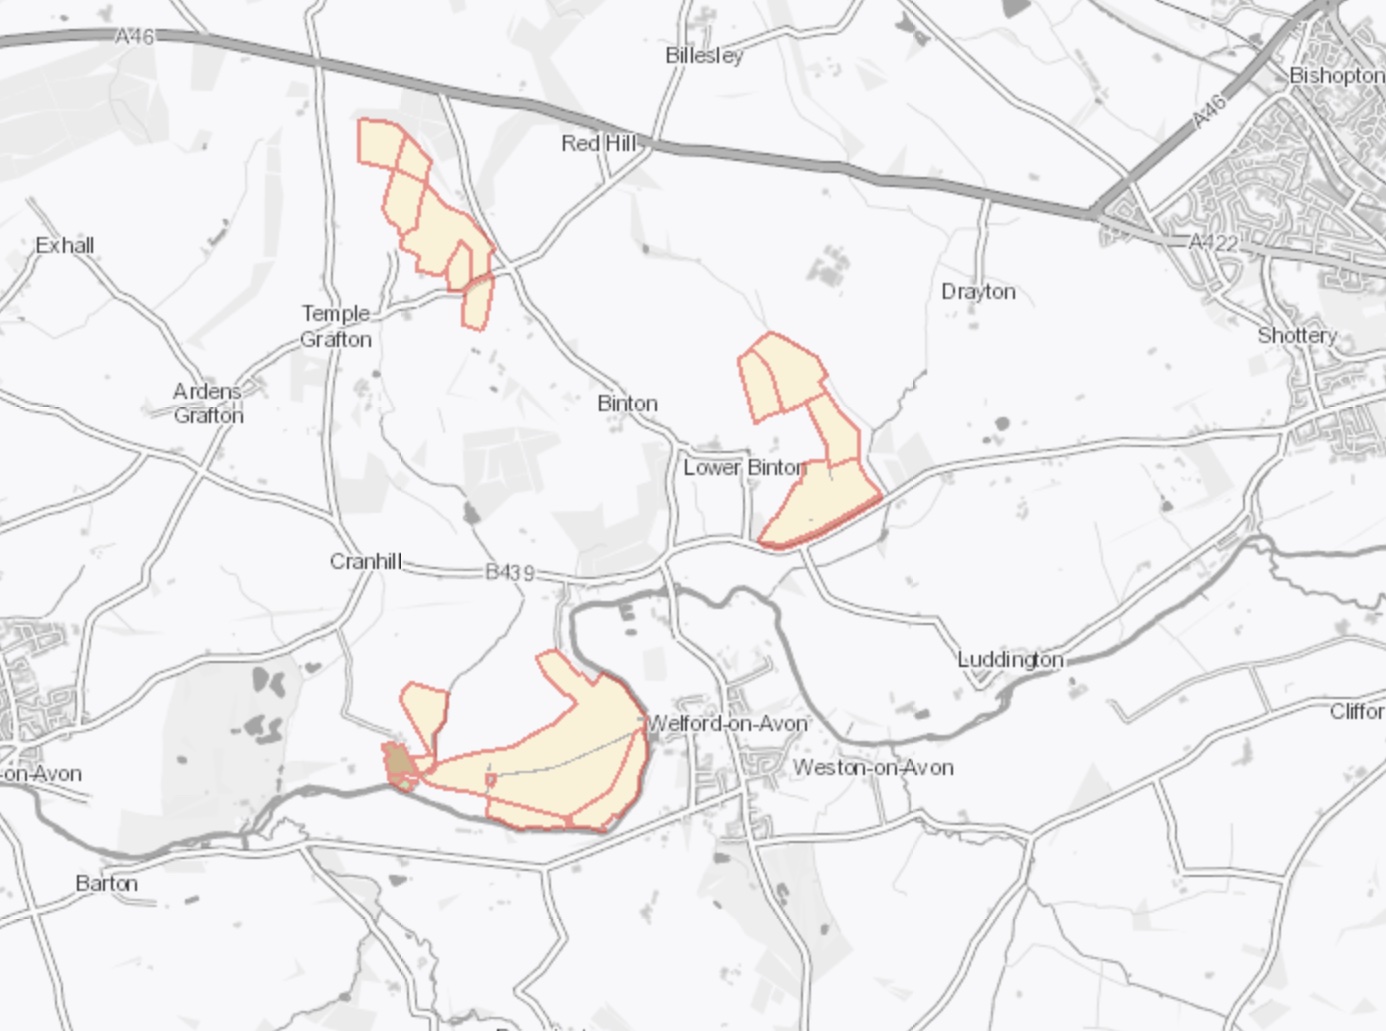 A46
Billesley
Bishopton
A46
Red Hill
Exhall
A422
Drayton
Temple
Grafton
Shottery
Ardens
Grafton
Binton
Lower Binton
Cranhill
B439
Luddington
Welford-on-Avon
Cliffor
-on-Avon
Weston-on-Avon
Barton